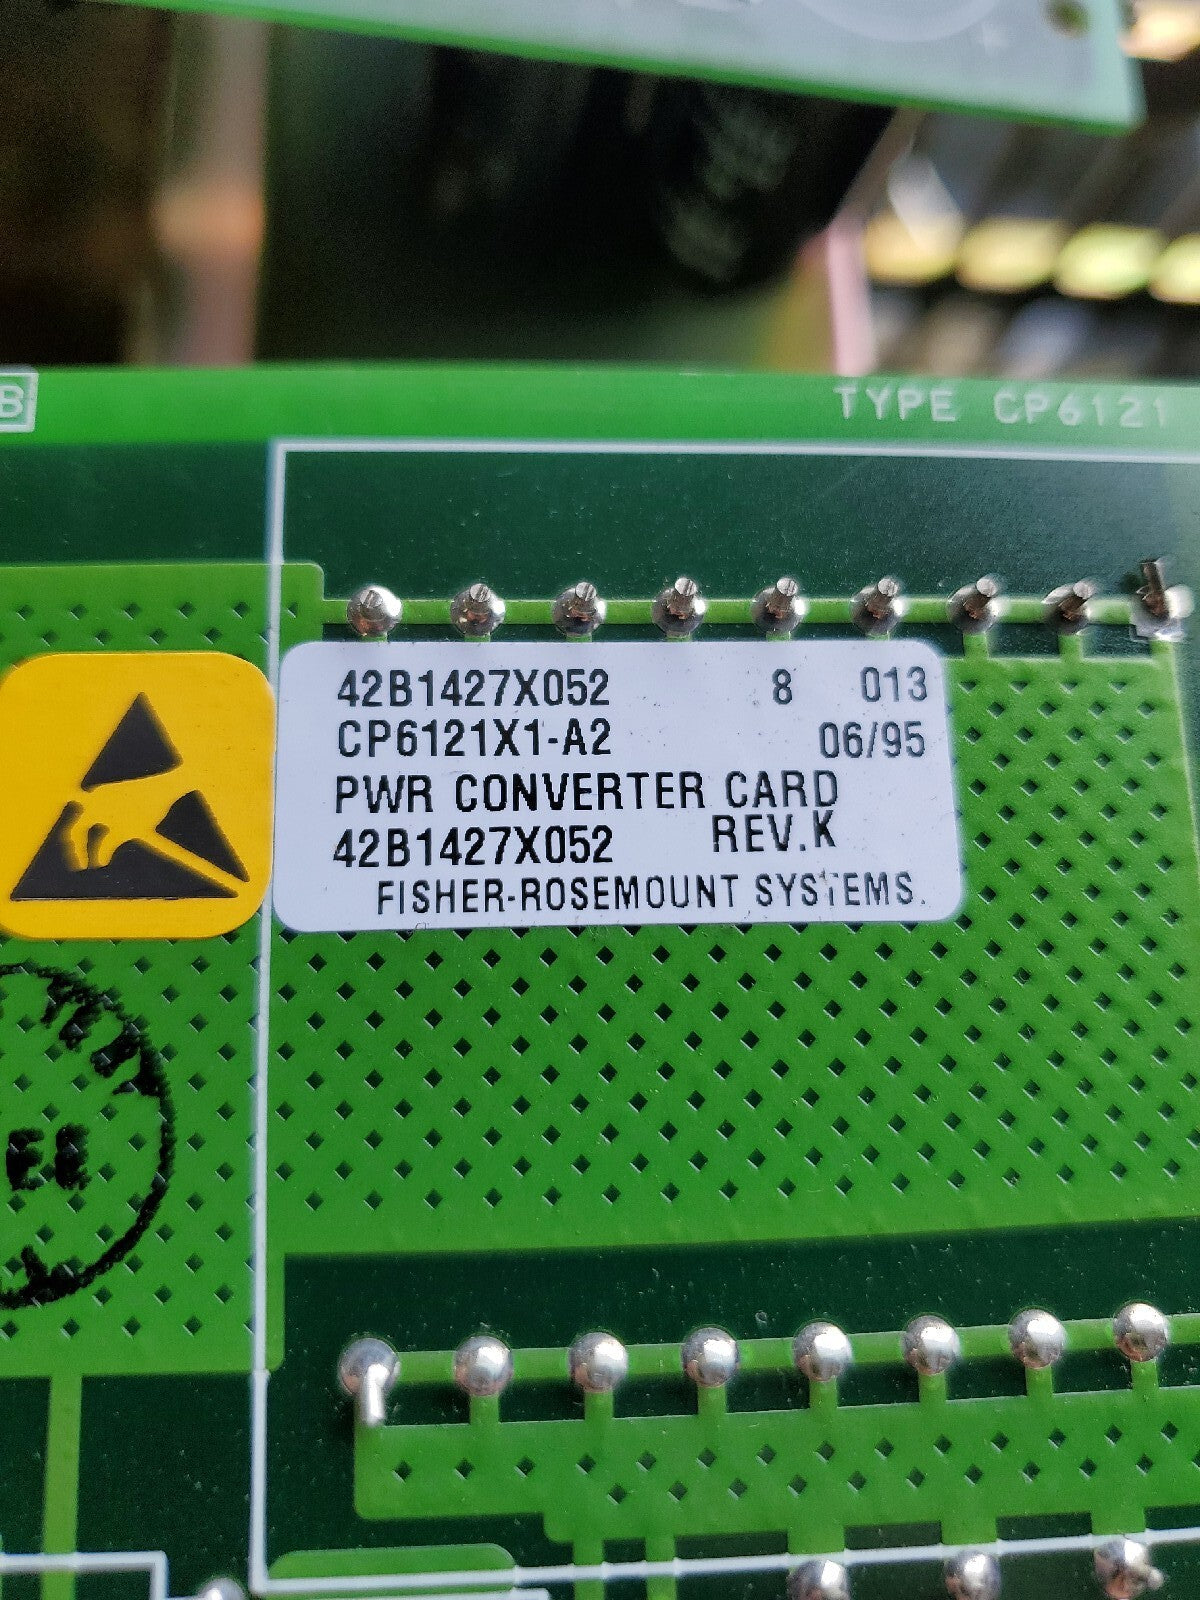 B
TYPE CP6121
42B1427X052 8 013
CP6121X1-A2 06/95
PWR CONVERTER CARD
42B1427X052 REV.K
FISHER-ROSEMOUNT SYSTEMS.